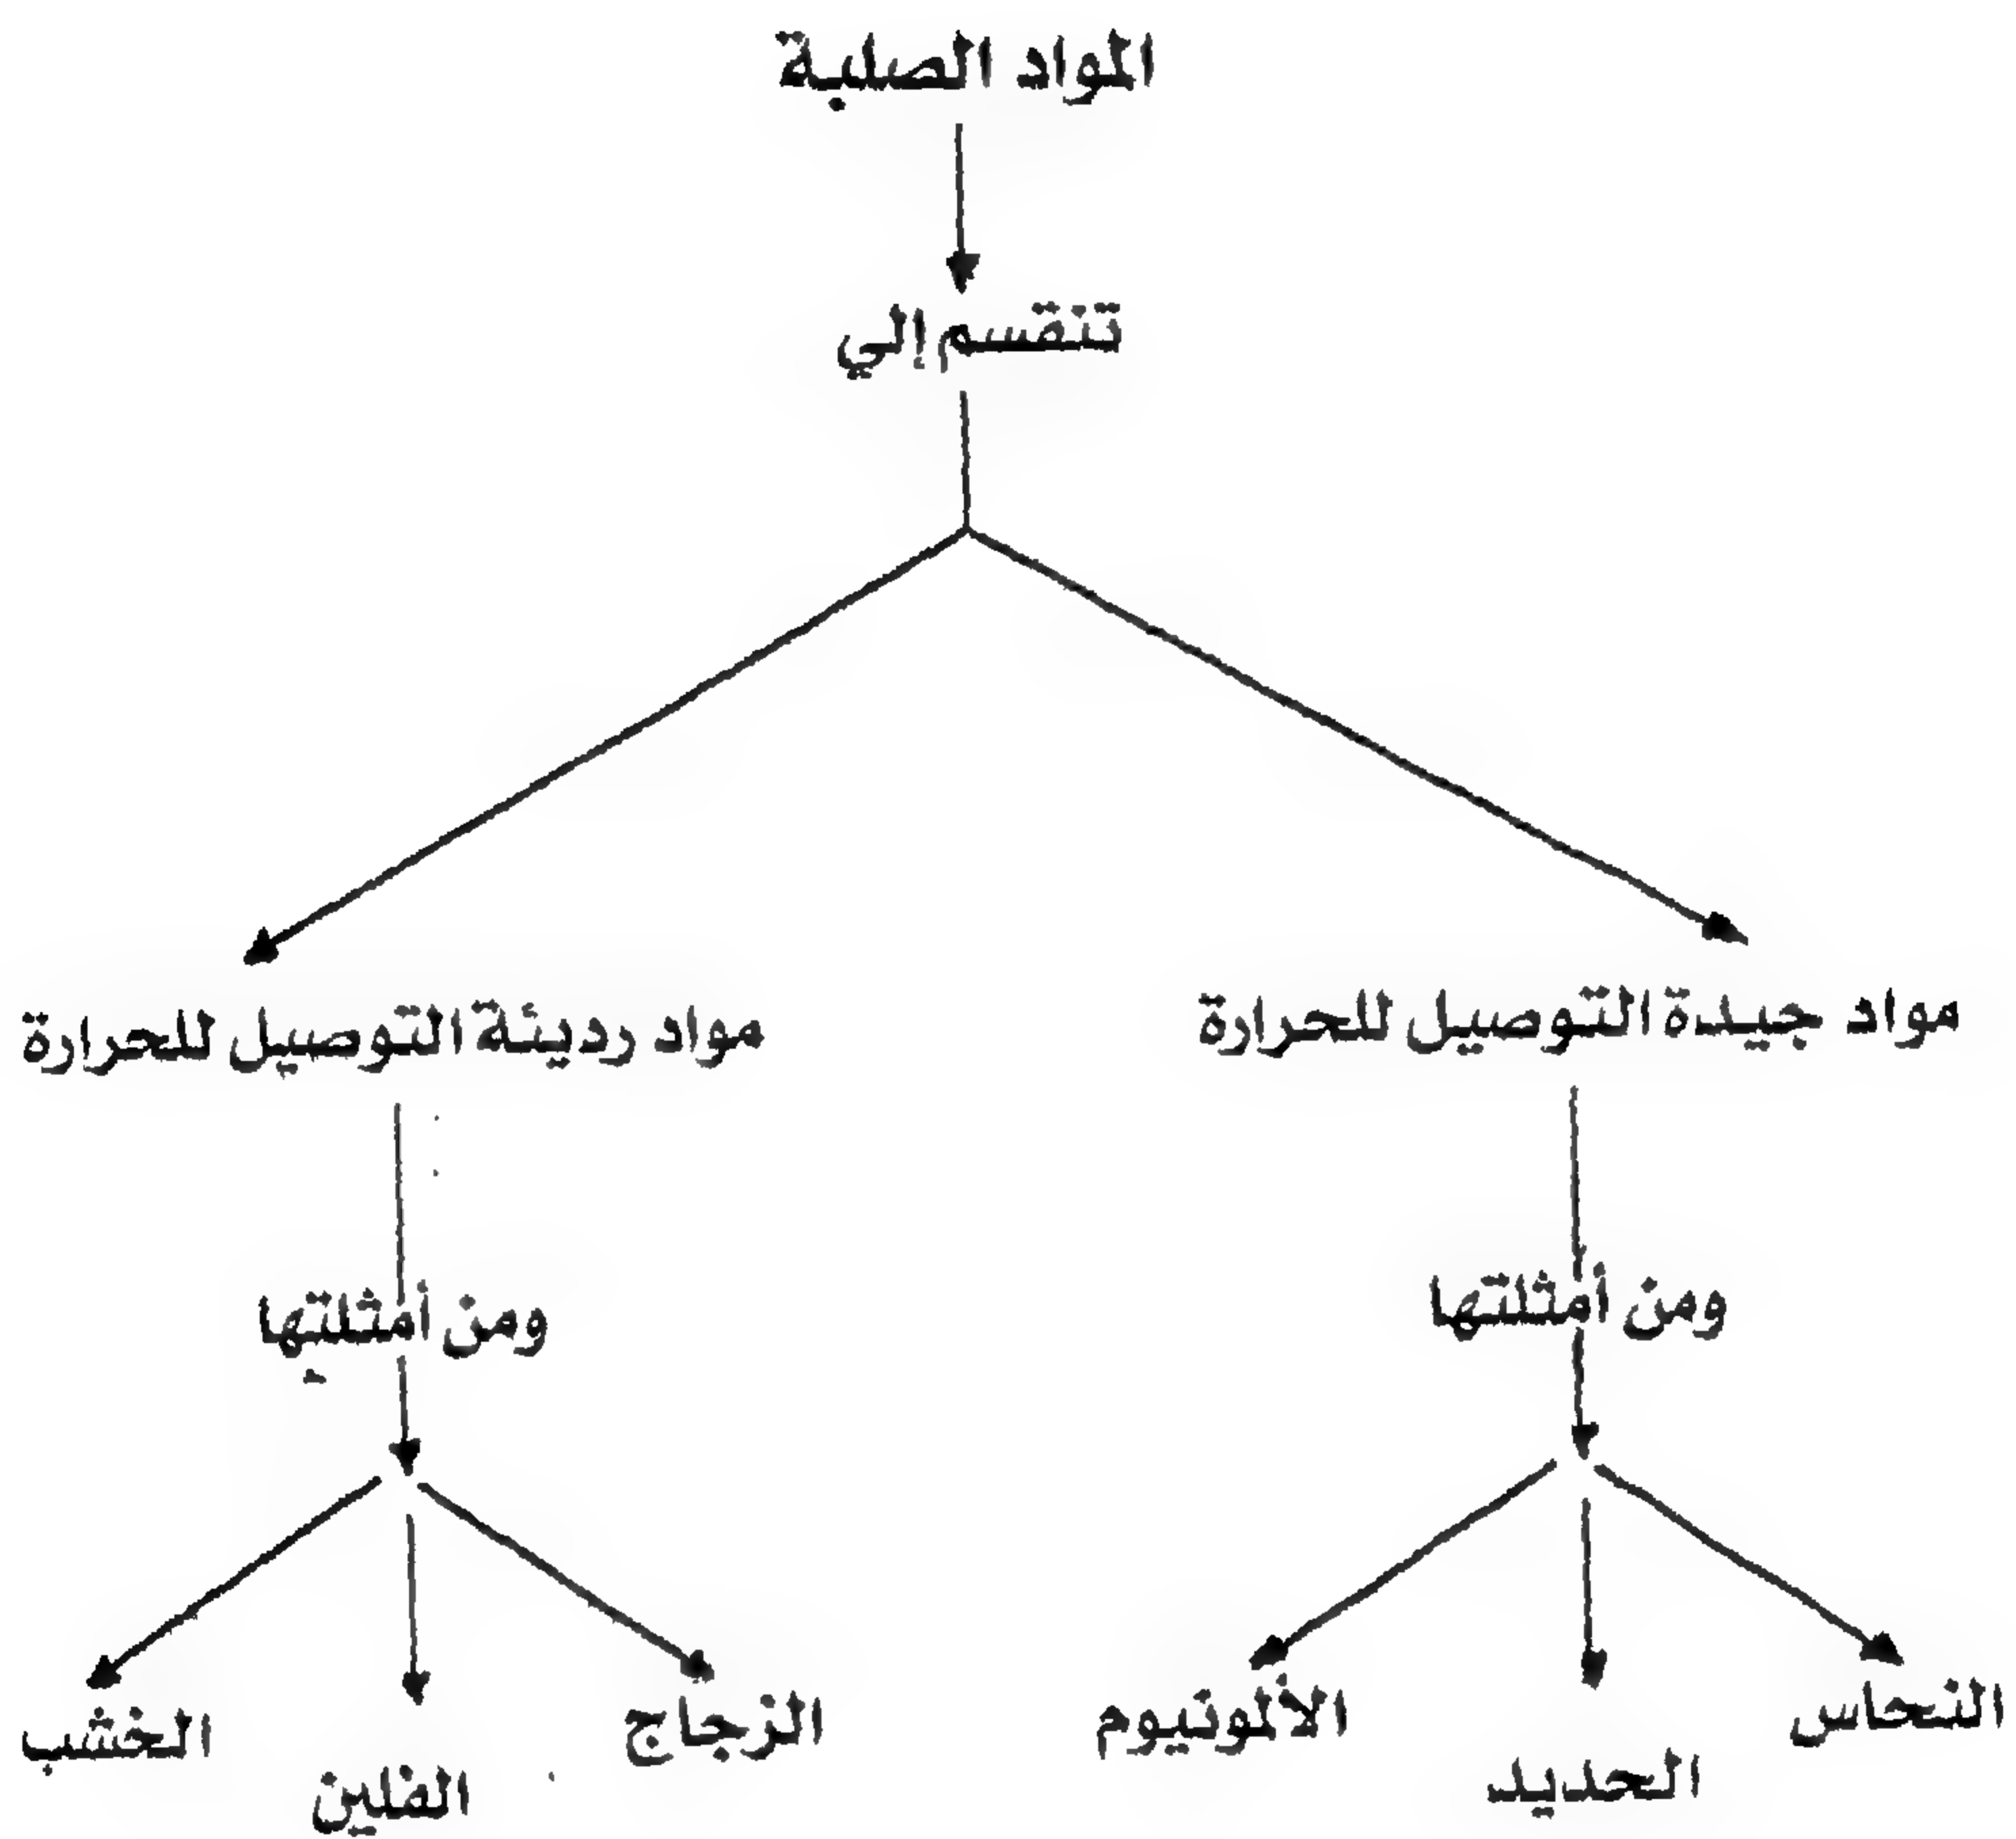 المواد الصلبة
تنقسم إلي
مواد جيدة التوصيل للحرارة
مواد رديئة التوصيل للحرارة
ومن أمثلتها
ومن أمثلتها
النحاس
الحديد
الألونيوم
الزجاج
الفلين
الخشب